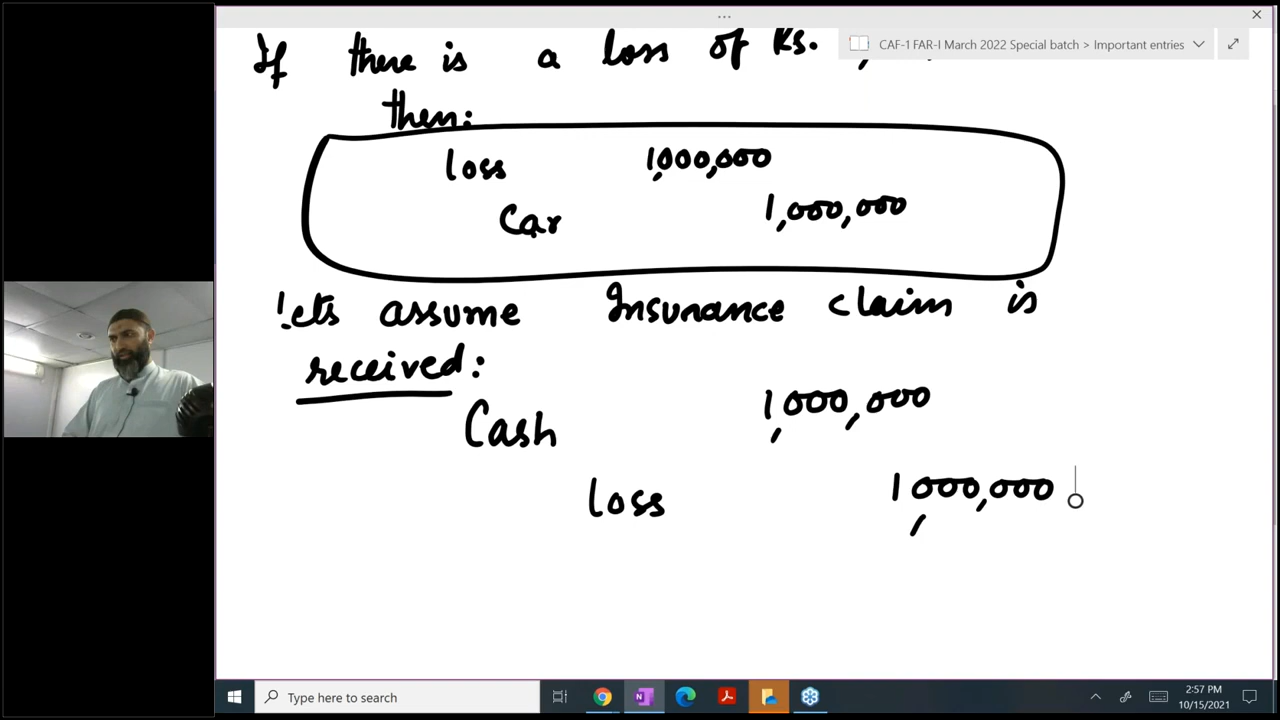 CAF-1 FAR-I March 2022 Special batch > Important entries
If there is a loss of Rs.
then:
loss 1,000,000
Car 1,000,000
Lets assume Insurance claim is
received:
Cash 1,000,000
loss 1,000,000
Type here to search
2:57 PM
10/15/2021